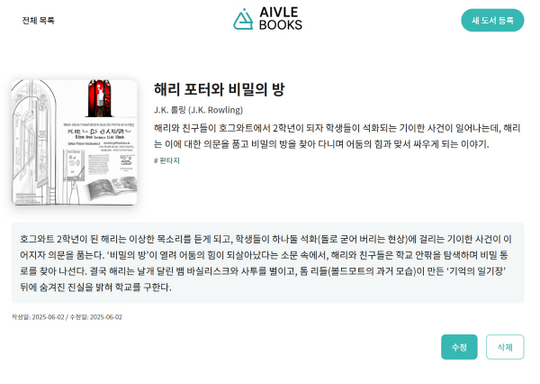 전체 목록
AIVLE
BOOKS
새 도서 등록
해리 포터와 비밀의 방
J.K. 롤링 (J.K. Rowling)
해리와 친구들이 호그와트에서 2학년이 되자 학생들이 석화되는 기이한 사건이 일어나는데, 해리
는 이에 대한 의문을 품고 비밀의 방을 찾아 다니며 어둠의 힘과 맞서 싸우게 되는 이야기.
# 판타지
호그와트 2학년이 된 해리는 이상한 목소리를 듣게 되고, 학생들이 하나둘 석화(돌로 굳어 버리는 현상)에 걸리는 기이한 사건이 이
어지자 의문을 품는다. ‘비밀의 방’이 열려 어둠의 힘이 되살아났다는 소문 속에서, 해리와 친구들은 학교 안팎을 탐색하며 비밀 통
로를 찾아 나선다. 결국 해리는 날개 달린 뱀 바실리스크와 사투를 벌이고, 톰 리들(볼드모트의 과거 모습)이 만든 ‘기억의 일기장’
뒤에 숨겨진 진실을 밝혀 학교를 구한다.
작성일: 2025-06-02 / 수정일: 2025-06-02
수정
삭제